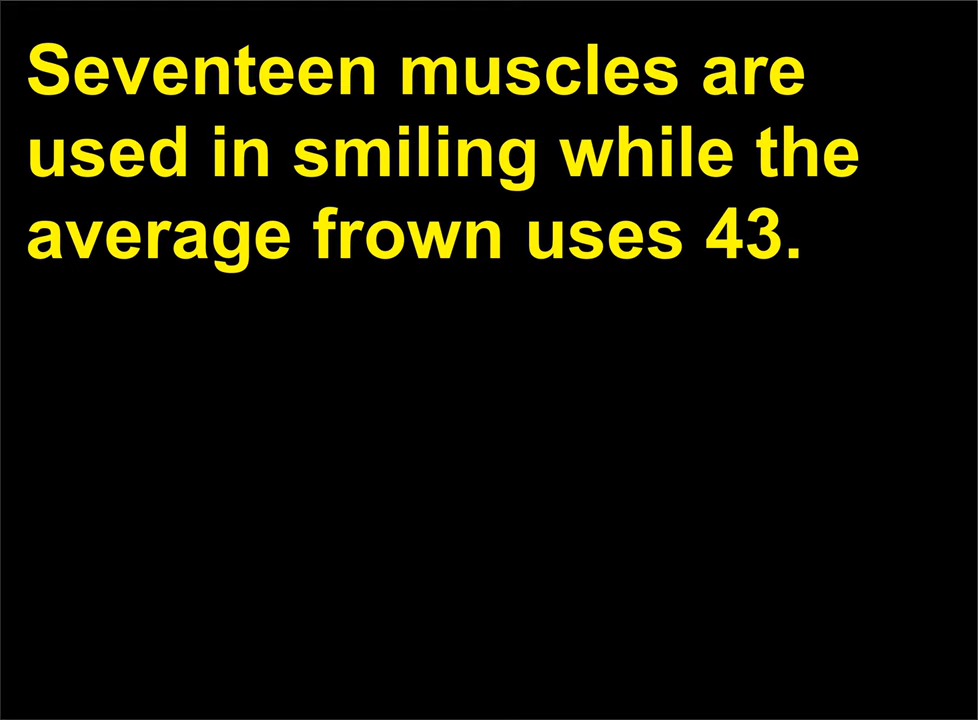 Seventeen muscles are
used in smiling while the
average frown uses 43.